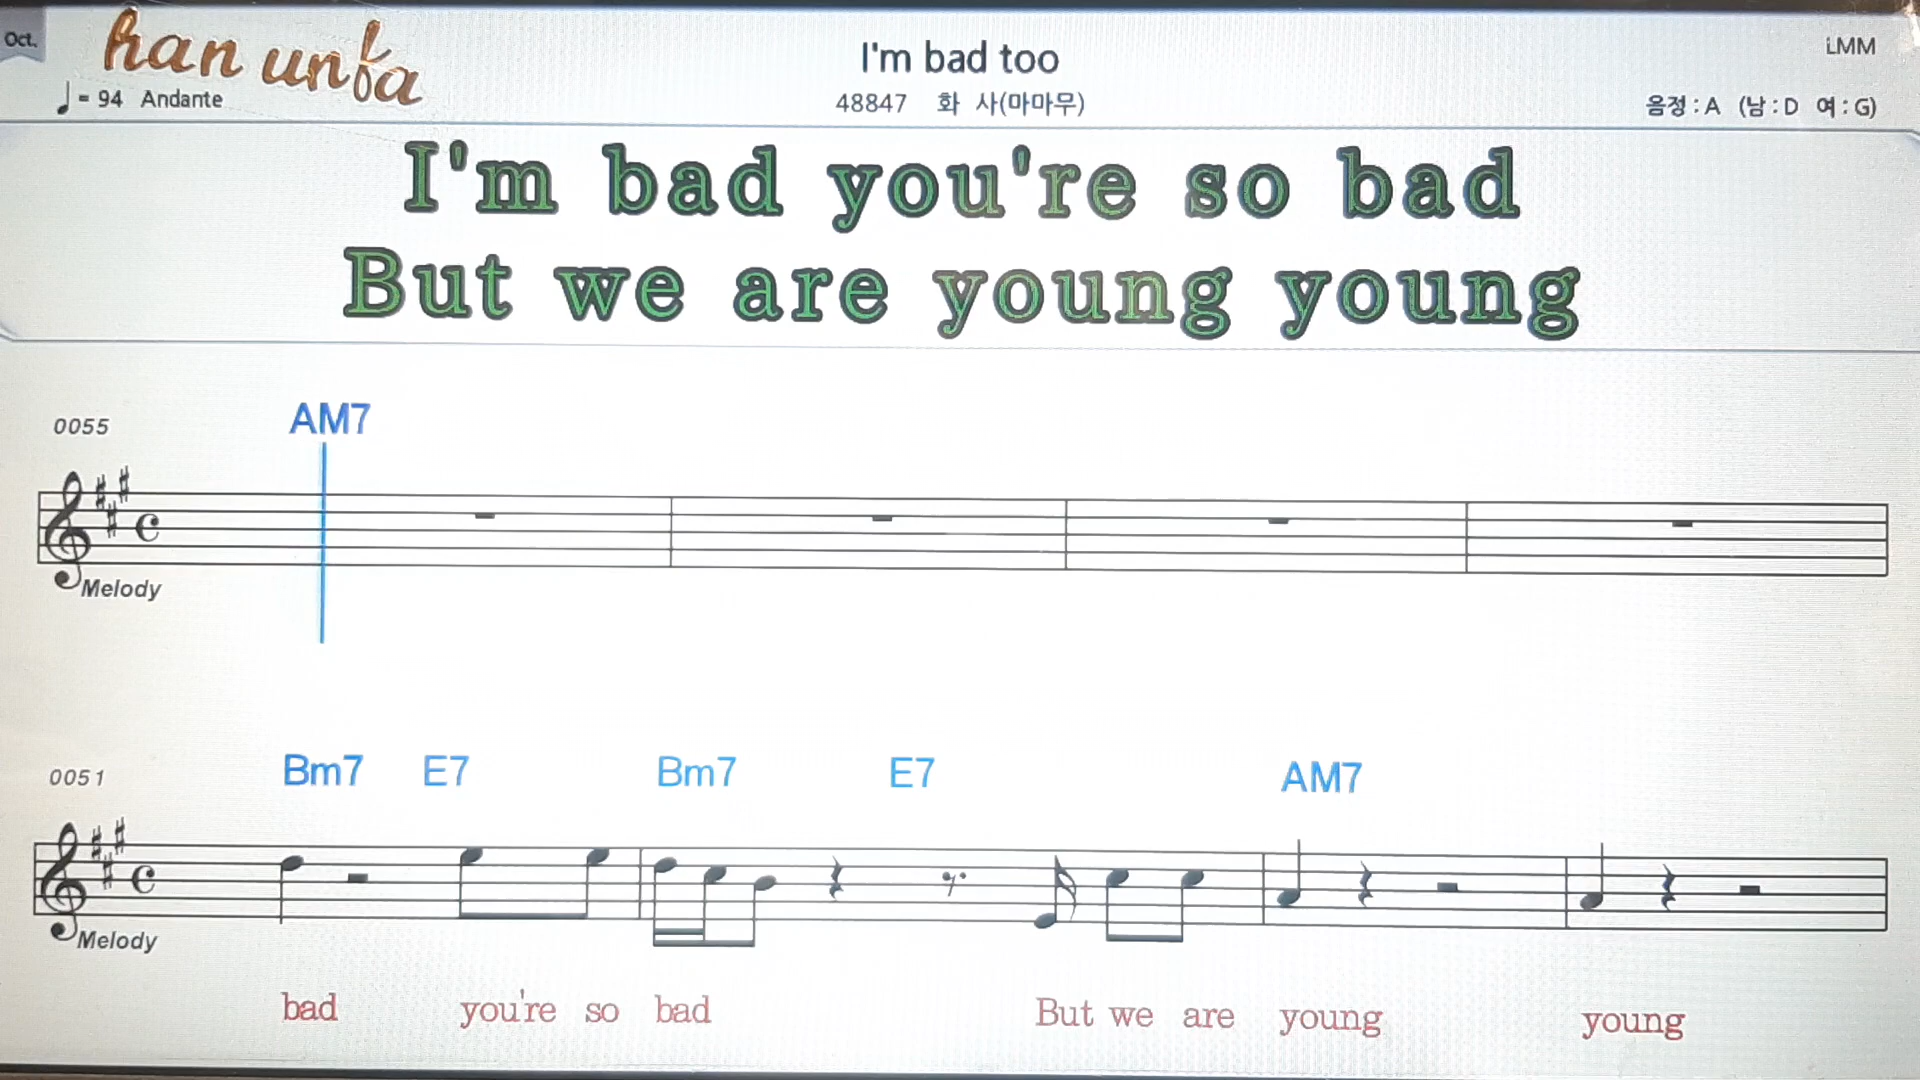 Oct.
han unfa
I'm bad too
LMM
♩= 94 Andante
48847 화 사(마마무)
음정 : A (남 : D 여 : G)
I'm bad you're so bad
But we are young young
0055
AM7
Melody
0051
Bm7 E7 Bm7 E7 AM7
Melody
bad you're so bad But we are young young